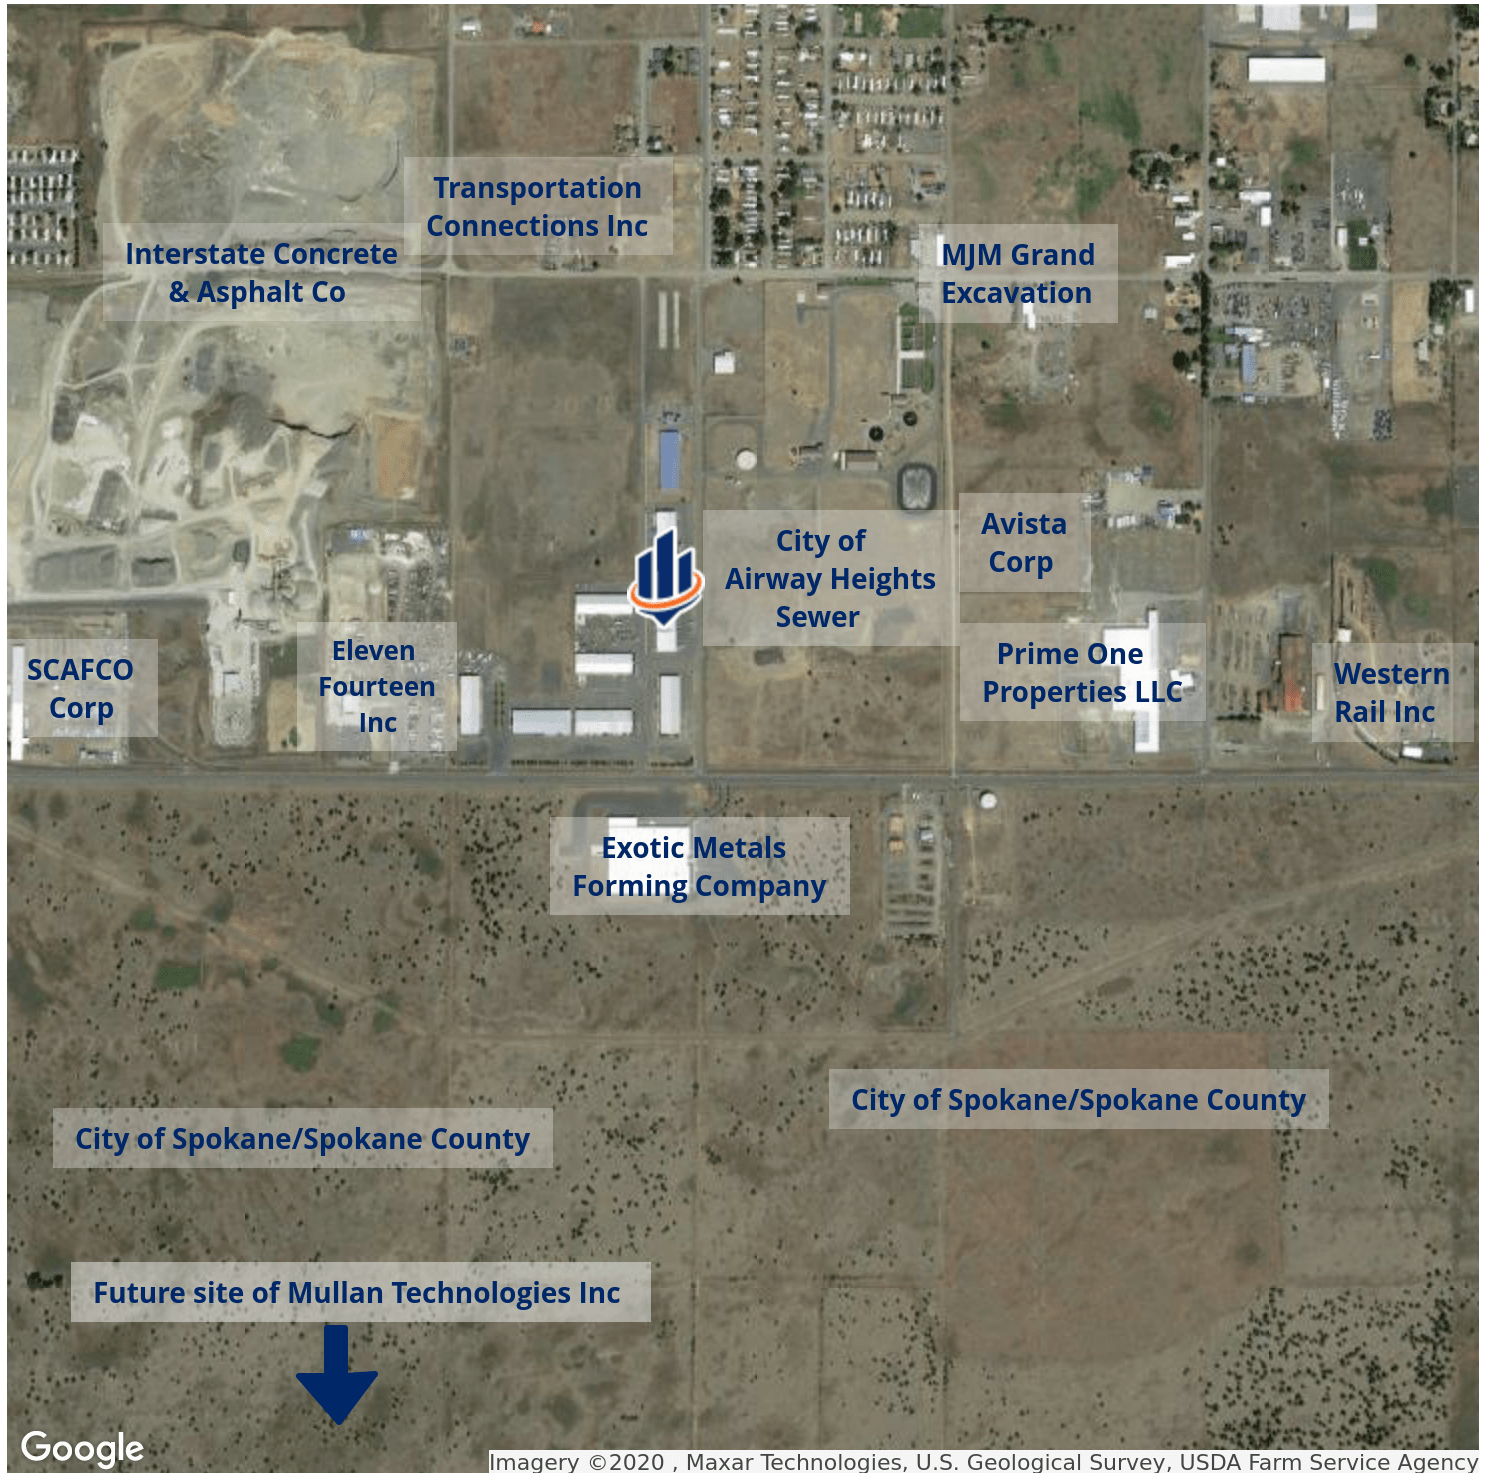 Transportation
Connections Inc
Interstate Concrete
& Asphalt Co
MJM Grand
Excavation
City of
Airway Heights
Sewer
Avista
Corp
SCAFCO
Corp
Eleven
Fourteen
Inc
Prime One
Properties LLC
Western
Rail Inc
Exotic Metals
Forming Company
City of Spokane/Spokane County
City of Spokane/Spokane County
Future site of Mullan Technologies Inc
Google
Imagery ©2020 , Maxar Technologies, U.S. Geological Survey, USDA Farm Service Agency